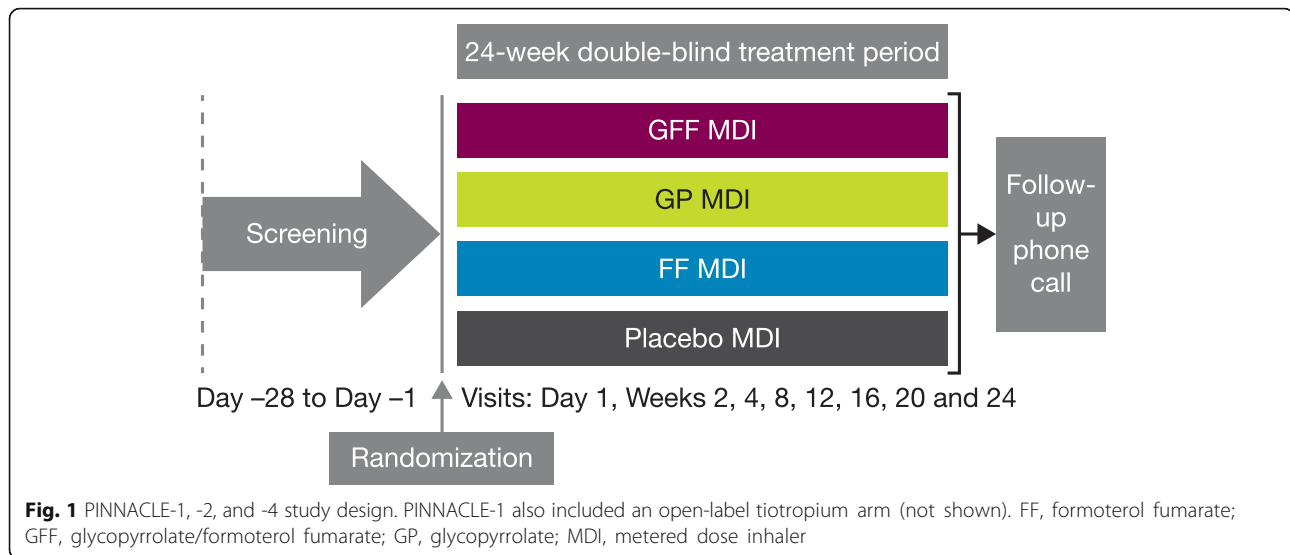 24-week double-blind treatment period
GFF MDI
GP MDI
FF MDI
Placebo MDI
Screening
Follow-
up
phone
call
Day –28 to Day –1
Visits: Day 1, Weeks 2, 4, 8, 12, 16, 20 and 24
Randomization
Fig. 1 PINNACLE-1, -2, and -4 study design. PINNACLE-1 also included an open-label tiotropium arm (not shown). FF, formoterol fumarate;
GFF, glycopyrrolate/formoterol fumarate; GP, glycopyrrolate; MDI, metered dose inhaler